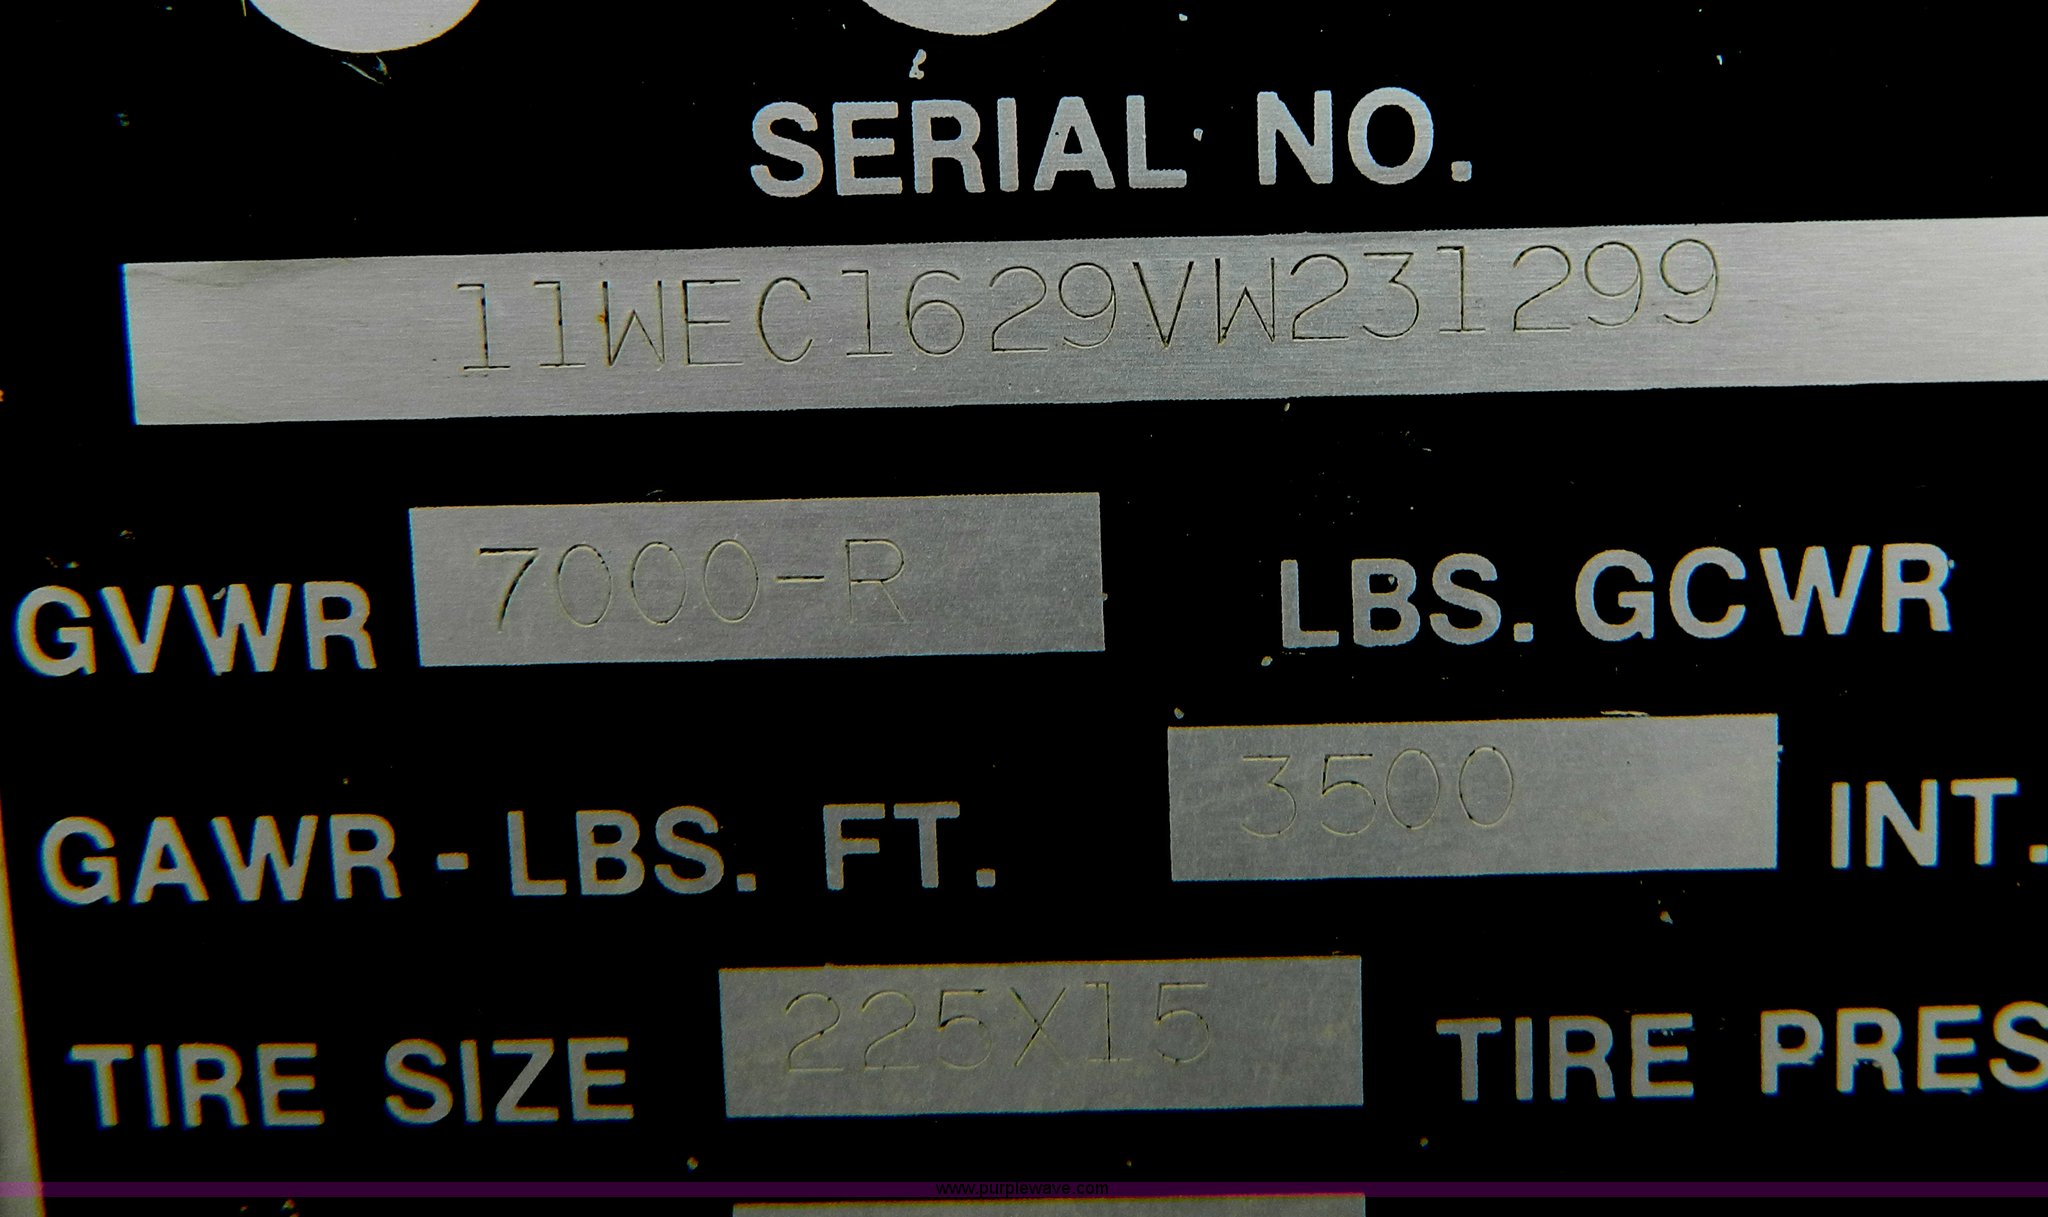 SERIAL NO.
11WEC1629VW231299
GVWR 7000-R LBS. GCWR
GAWR - LBS. FT. 3500 INT.
TIRE SIZE 225X15 TIRE PRES
www.purplewave.com